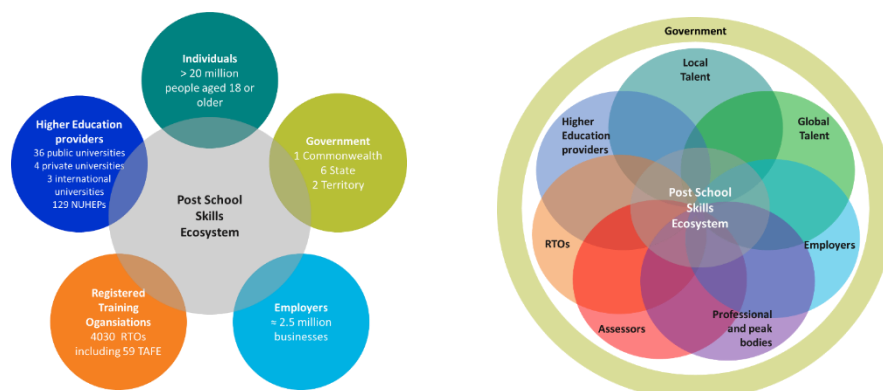 Individuals
> 20 million
people aged 18 or
older
Higher Education
providers
36 public universities
4 private universities
3 international
universities
129 NUHEPs
Government
1 Commonwealth
6 State
2 Territory
Post School
Skills
Ecosystem
Registered
Training
Ogansiations
4030 RTOs
including 59 TAFE
Employers
≈ 2.5 million
businesses
Government
Local
Talent
Higher
Education
providers
Global
Talent
Post School
Skills
Ecosystem
RTOs
Employers
Assessors
Professional
and peak
bodies